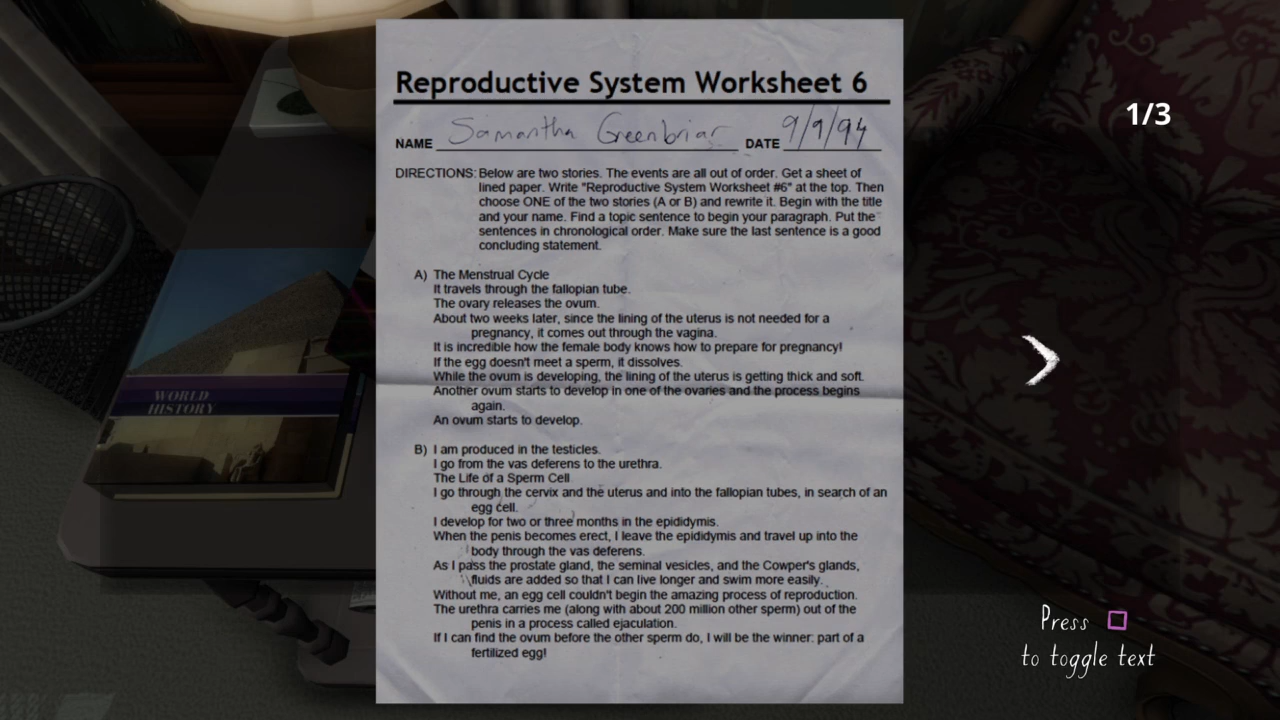 Reproductive System Worksheet 6
NAME Samantha Greenbriar DATE 9/9/94
DIRECTIONS: Below are two stories. The events are all out of order. Get a sheet of
lined paper. Write "Reproductive System Worksheet #6" at the top. Then
choose ONE of the two stories (A or B) and rewrite it. Begin with the title
and your name. Find a topic sentence to begin your paragraph. Put the
sentences in chronological order. Make sure the last sentence is a good
concluding statement.
A) The Menstrual Cycle
It travels through the fallopian tube.
The ovary releases the ovum.
About two weeks later, since the lining of the uterus is not needed for a
pregnancy, it comes out through the vagina.
It is incredible how the female body knows how to prepare for pregnancy!
If the egg doesn't meet a sperm, it dissolves.
While the ovum is developing, the lining of the uterus is getting thick and soft.
Another ovum starts to develop in one of the ovaries and the process begins
again.
An ovum starts to develop.
B) I am produced in the testicles.
I go from the vas deferens to the urethra.
The Life of a Sperm Cell
I go through the cervix and the uterus and into the fallopian tubes, in search of an
egg cell.
I develop for two or three months in the epididymis.
When the penis becomes erect, I leave the epididymis and travel up into the
body through the vas deferens.
As I pass the prostate gland, the seminal vesicles, and the Cowper's glands,
fluids are added so that I can live longer and swim more easily.
Without me, an egg cell couldn't begin the amazing process of reproduction.
The urethra carries me (along with about 200 million other sperm) out of the
penis in a process called ejaculation.
If I can find the ovum before the other sperm do, I will be the winner: part of a
fertilized egg!
1/3
WORLD
HISTORY
Press
to toggle text